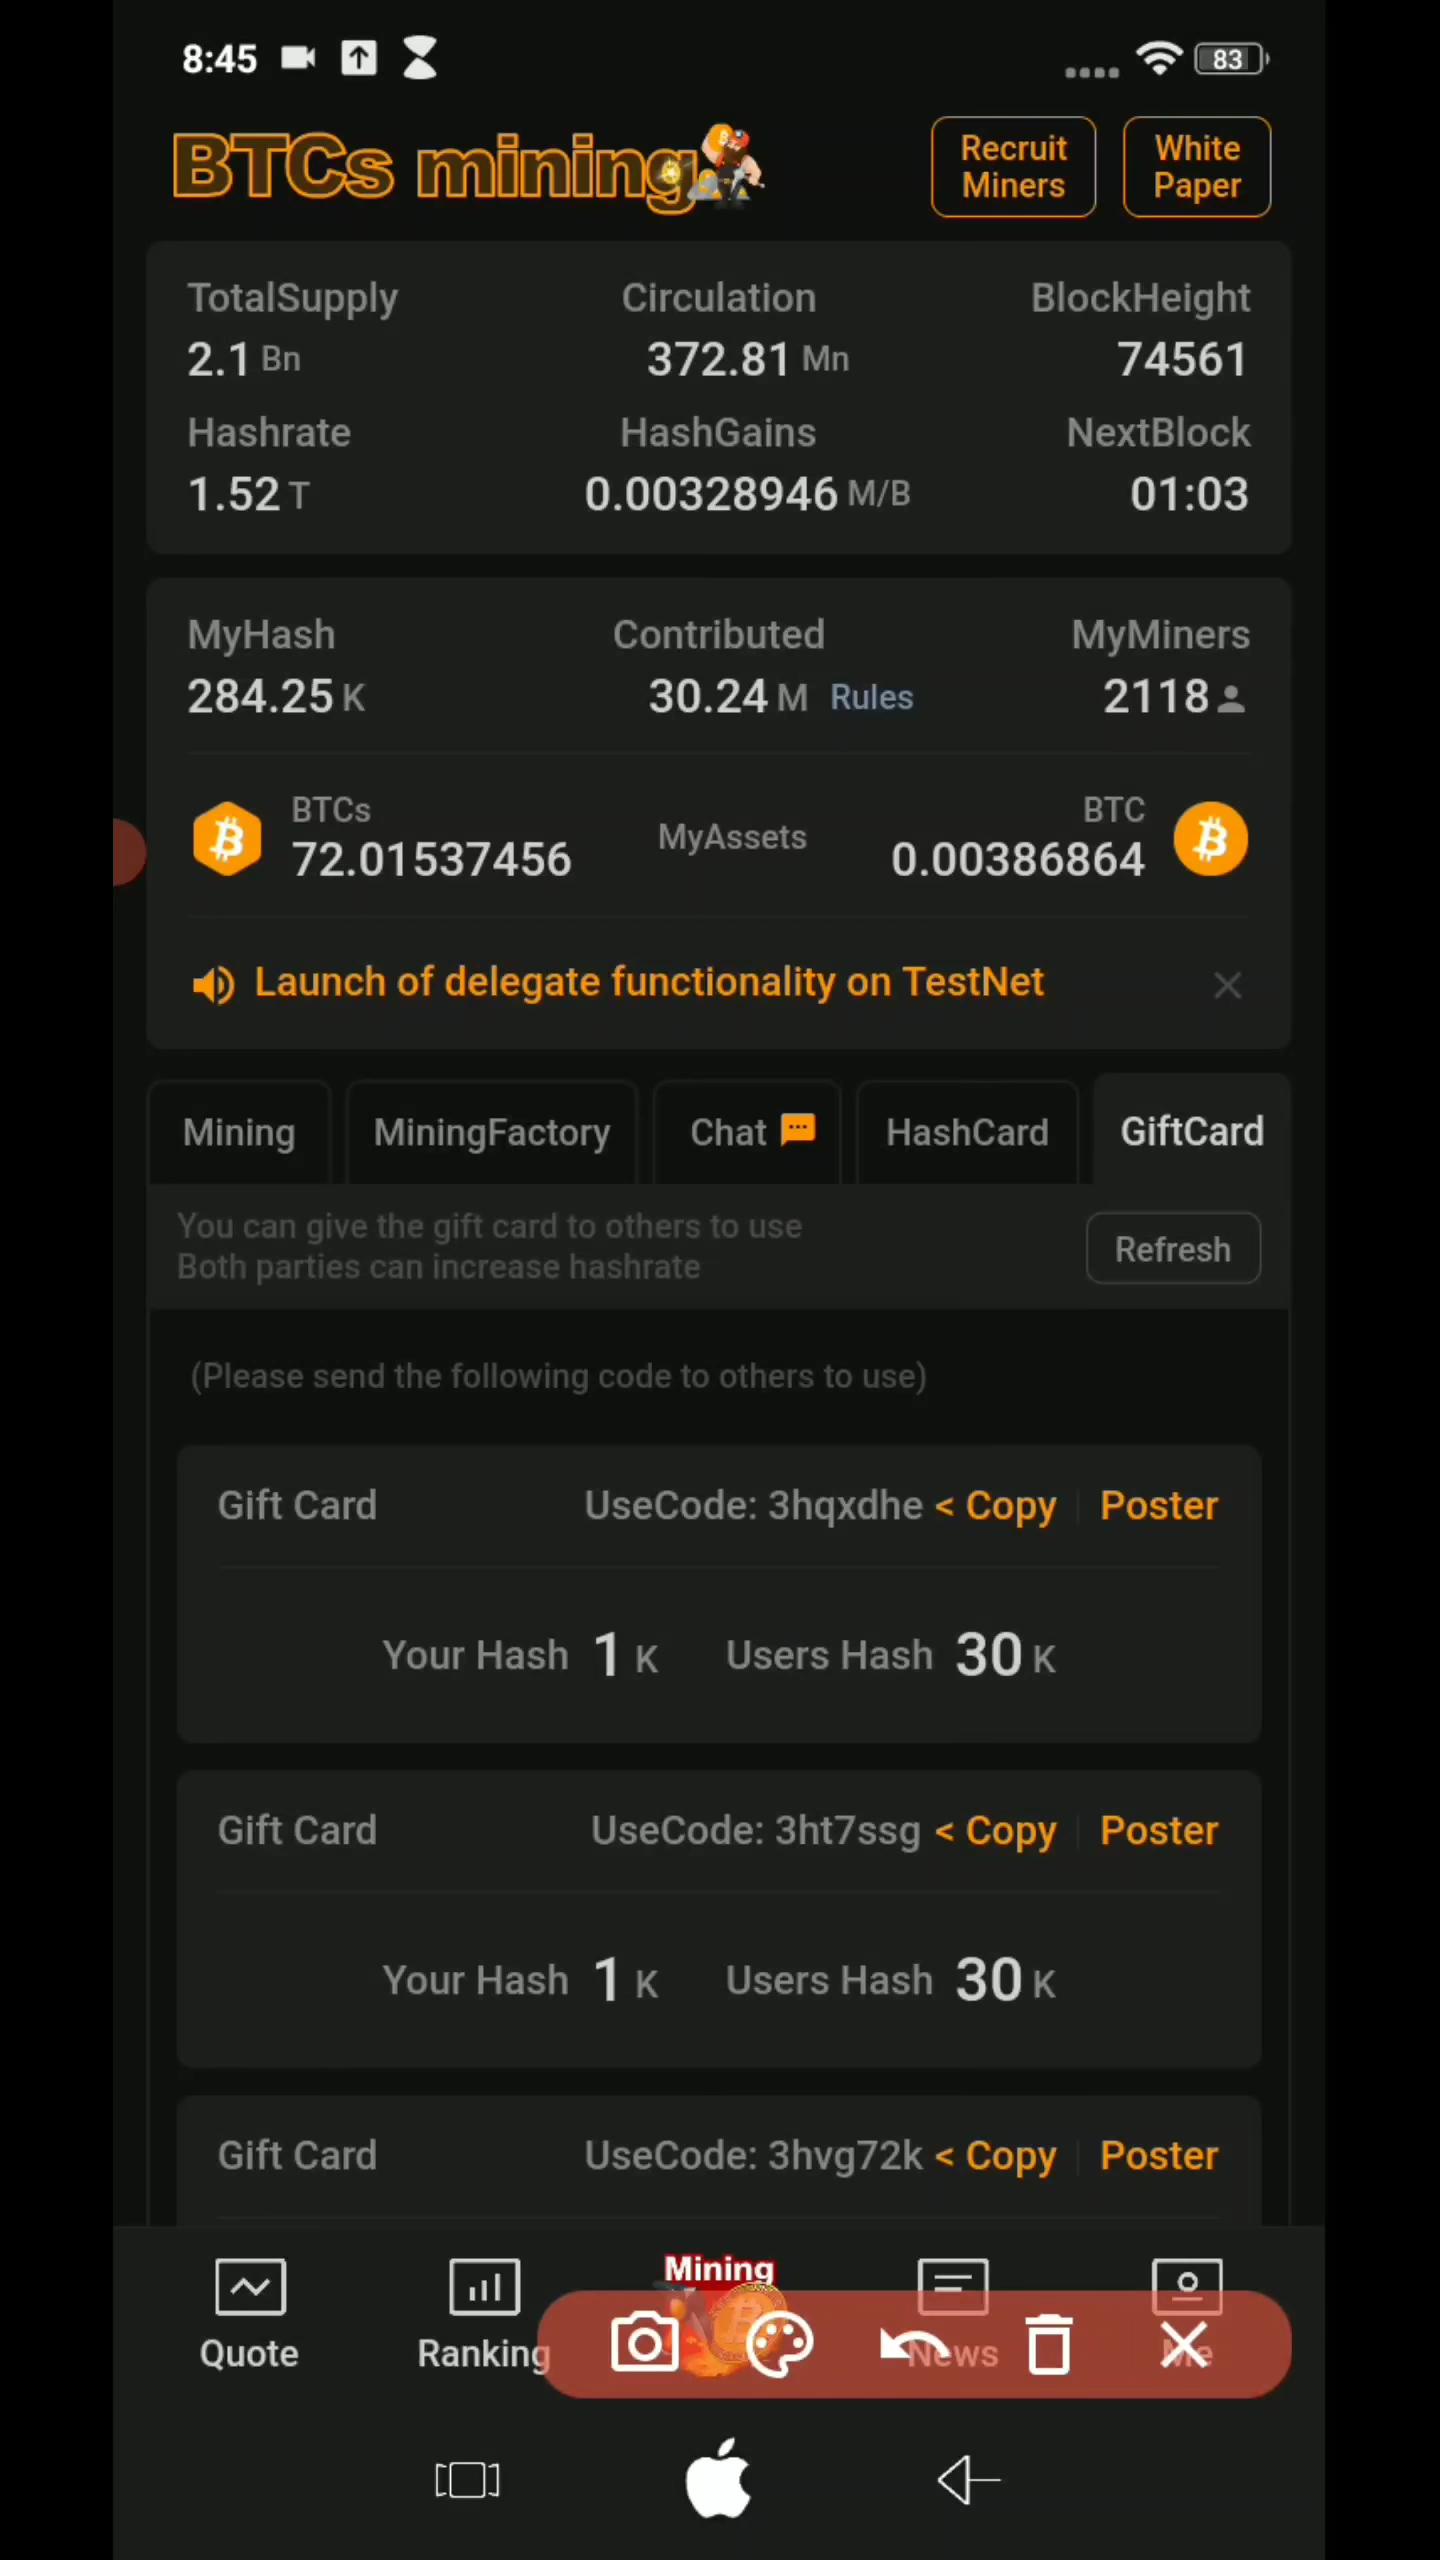 8:45
83
BTCs mining
Recruit Miners
White Paper
TotalSupply Circulation BlockHeight
2.1 Bn 372.81 Mn 74561
Hashrate HashGains NextBlock
1.52 T 0.00328946 M/B 01:03
MyHash Contributed MyMiners
284.25 K 30.24 M Rules 2118
BTCs MyAssets BTC
72.01537456 0.00386864
Launch of delegate functionality on TestNet
Mining MiningFactory Chat HashCard GiftCard
You can give the gift card to others to use
Both parties can increase hashrate
Refresh
(Please send the following code to others to use)
Gift Card UseCode: 3hqxdhe < Copy Poster
Your Hash 1 K Users Hash 30 K
Gift Card UseCode: 3ht7ssg < Copy Poster
Your Hash 1 K Users Hash 30 K
Gift Card UseCode: 3hvg72k < Copy Poster
Mining
Quote Ranking News Me